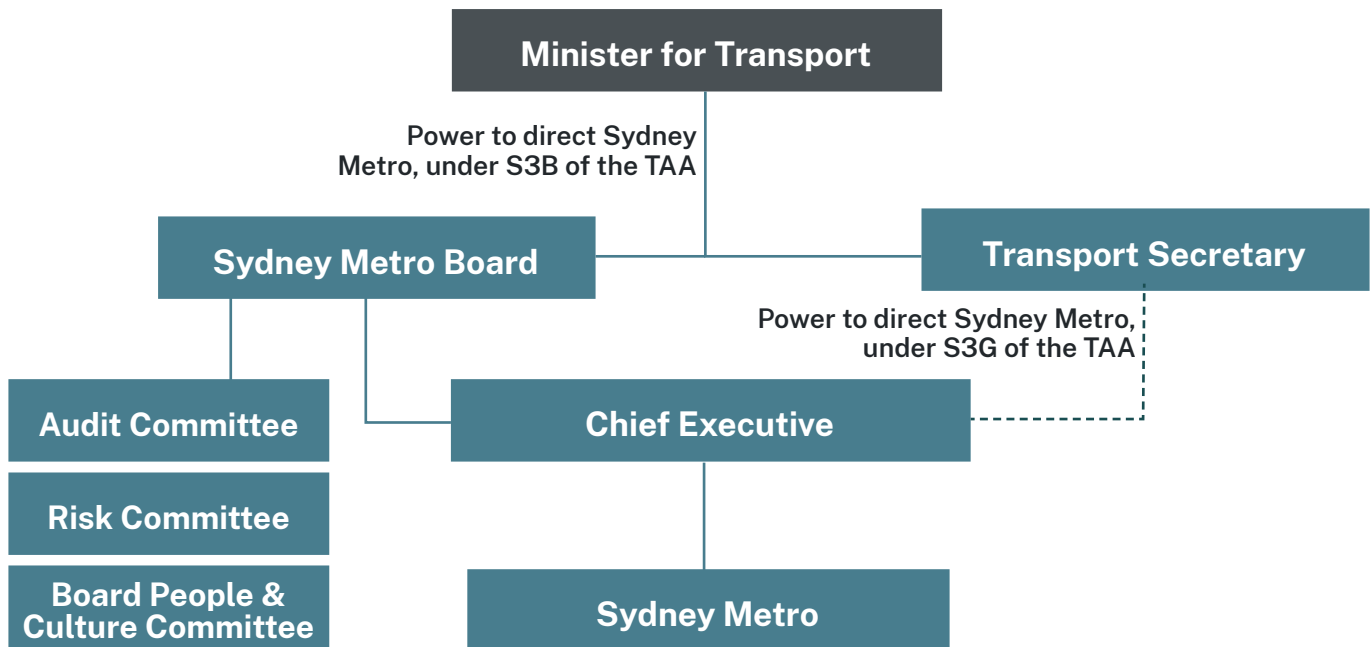 Minister for Transport
Power to direct Sydney
Metro, under S3B of the TAA
Sydney Metro Board
Transport Secretary
Power to direct Sydney Metro,
under S3G of the TAA
Audit Committee
Chief Executive
Risk Committee
Board People &
Culture Committee
Sydney Metro